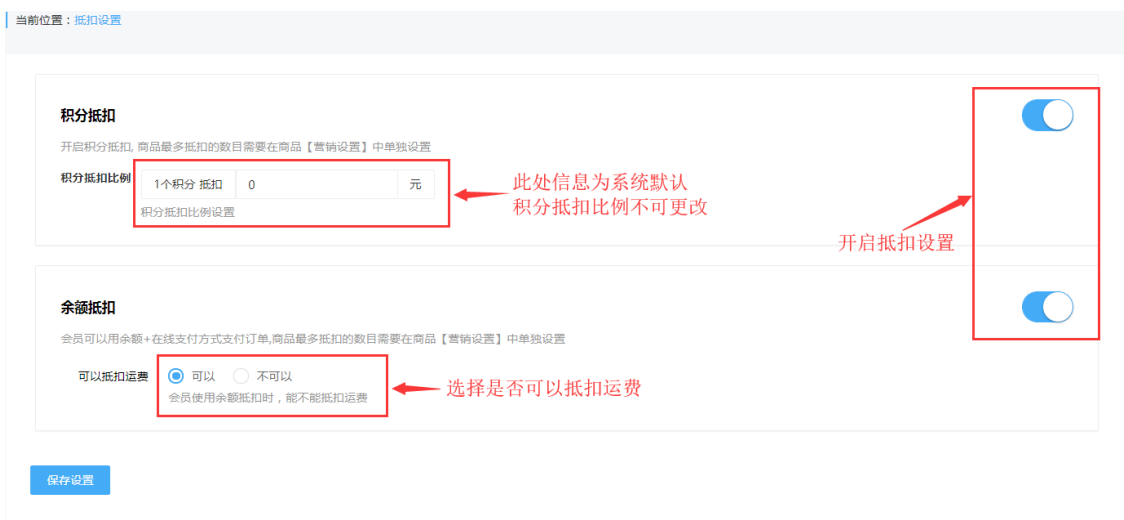 当前位置：抵扣设置
积分抵扣
开启积分抵扣, 商品最多抵扣的数目需要在商品【营销设置】中单独设置
积分抵扣比例 1个积分 抵扣 0 元
积分抵扣比例设置
此处信息为系统默认
积分抵扣比例不可更改
开启抵扣设置
余额抵扣
会员可以用余额+在线支付方式支付订单,商品最多抵扣的数目需要在商品【营销设置】中单独设置
可以抵扣运费 可以 不可以
会员使用余额抵扣时，能不能抵扣运费
选择是否可以抵扣运费
保存设置